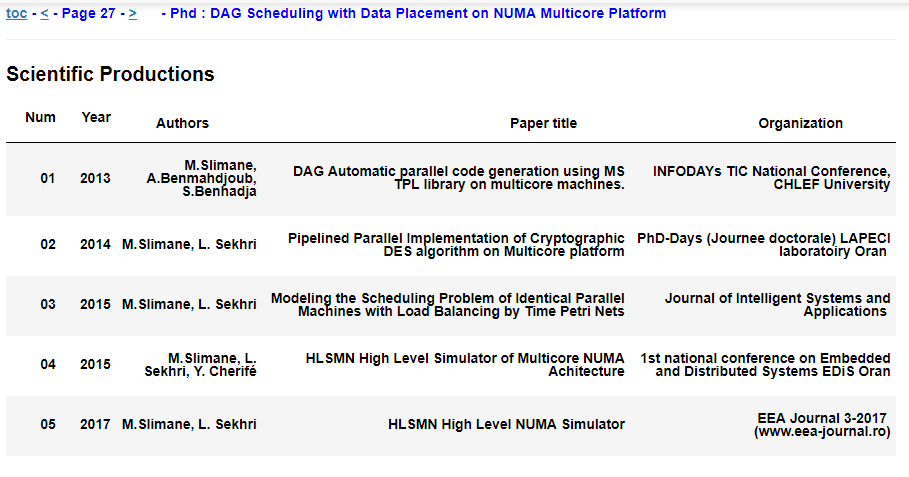 toc - < - Page 27 - > - Phd : DAG Scheduling with Data Placement on NUMA Multicore Platform
Scientific Productions
Num Year Authors Paper title Organization
01 2013 M.Slimane, A.Benmahdjoub, S.Benhadja DAG Automatic parallel code generation using MS TPL library on multicore machines. INFODAYs TIC National Conference, CHLEF University
02 2014 M.Slimane, L. Sekhri Pipelined Parallel Implementation of Cryptographic DES algorithm on Multicore platform PhD-Days (Journee doctorale) LAPECI laboratoiry Oran
03 2015 M.Slimane, L. Sekhri Modeling the Scheduling Problem of Identical Parallel Machines with Load Balancing by Time Petri Nets Journal of Intelligent Systems and Applications
04 2015 M.Slimane, L. Sekhri, Y. Cherifé HLSMN High Level Simulator of Multicore NUMA Achitecture 1st national conference on Embedded and Distributed Systems EDiS Oran
05 2017 M.Slimane, L. Sekhri HLSMN High Level NUMA Simulator EEA Journal 3-2017 (www.eea-journal.ro)